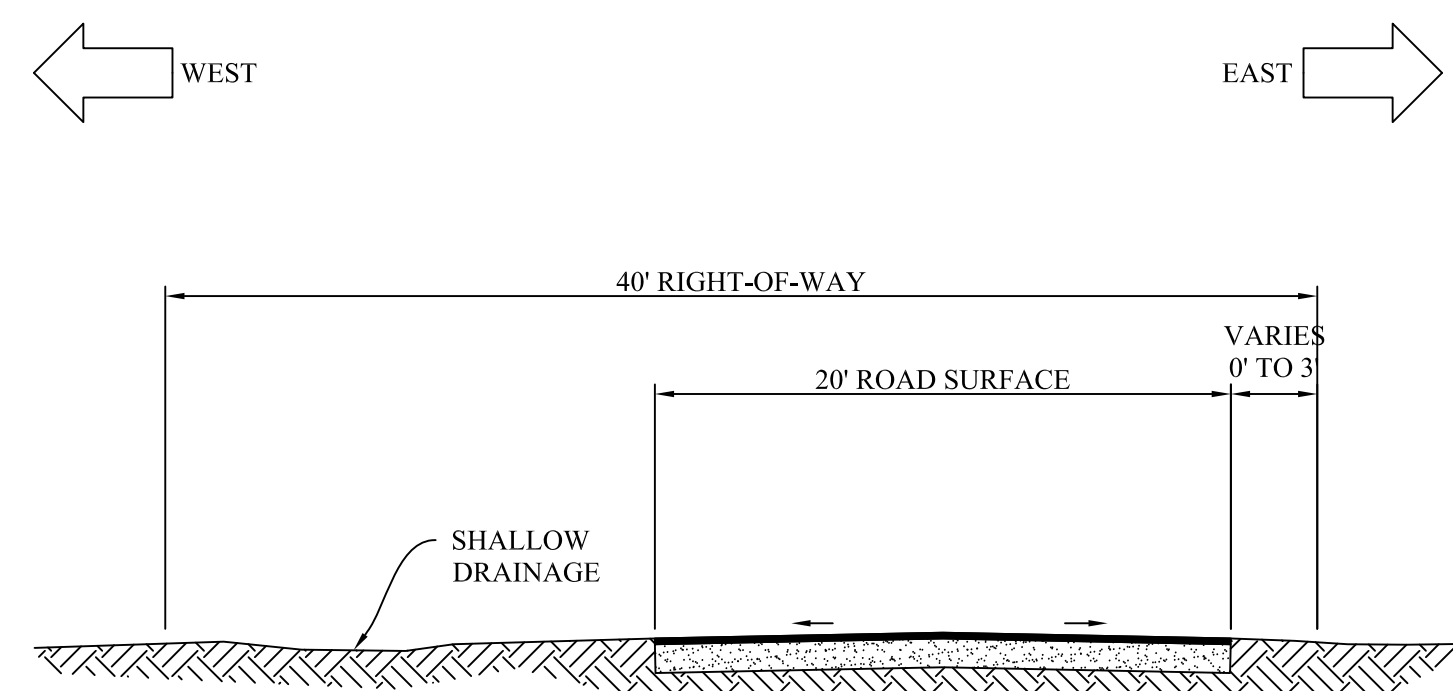 WEST
EAST
40' RIGHT-OF-WAY
VARIES
0' TO 3'
20' ROAD SURFACE
SHALLOW
DRAINAGE